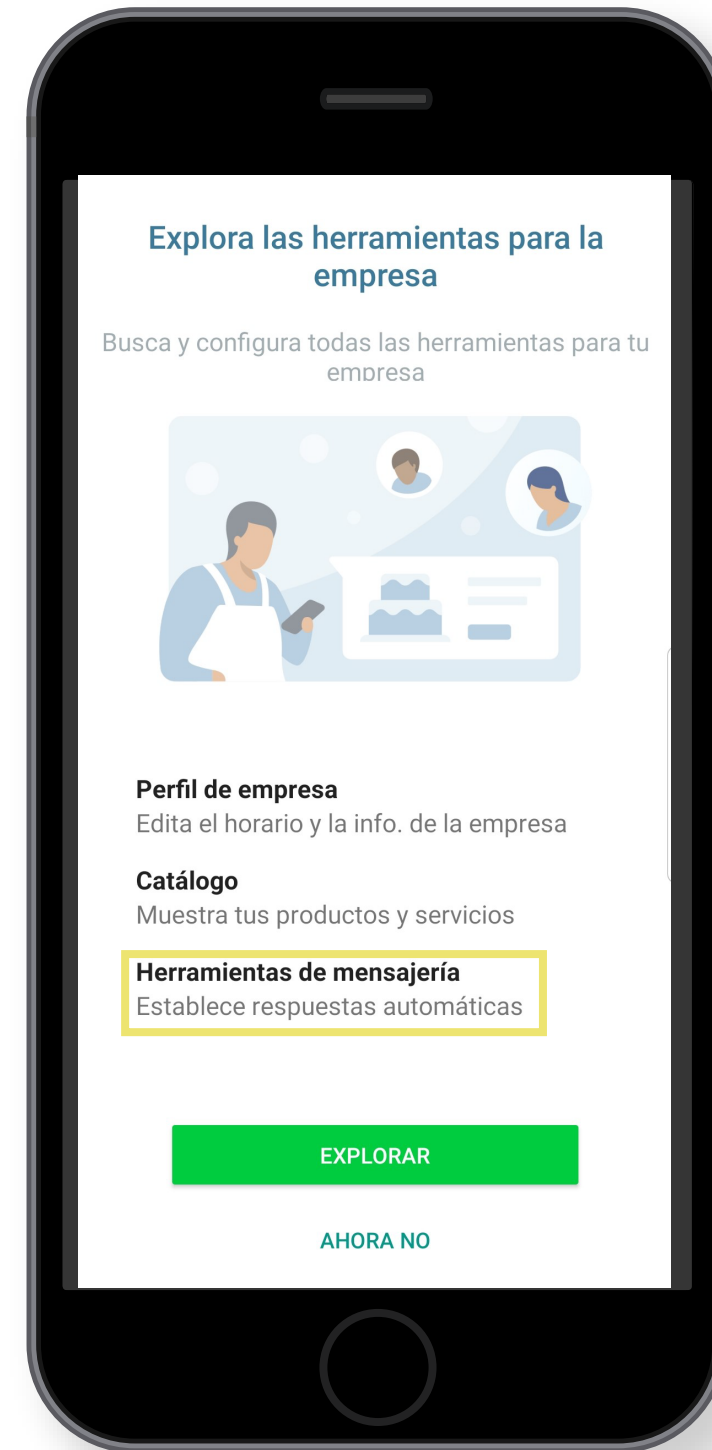 Explora las herramientas para la
empresa
Busca y configura todas las herramientas para tu
empresa
Perfil de empresa
Edita el horario y la info. de la empresa
Catálogo
Muestra tus productos y servicios
Herramientas de mensajería
Establece respuestas automáticas
EXPLORAR
AHORA NO